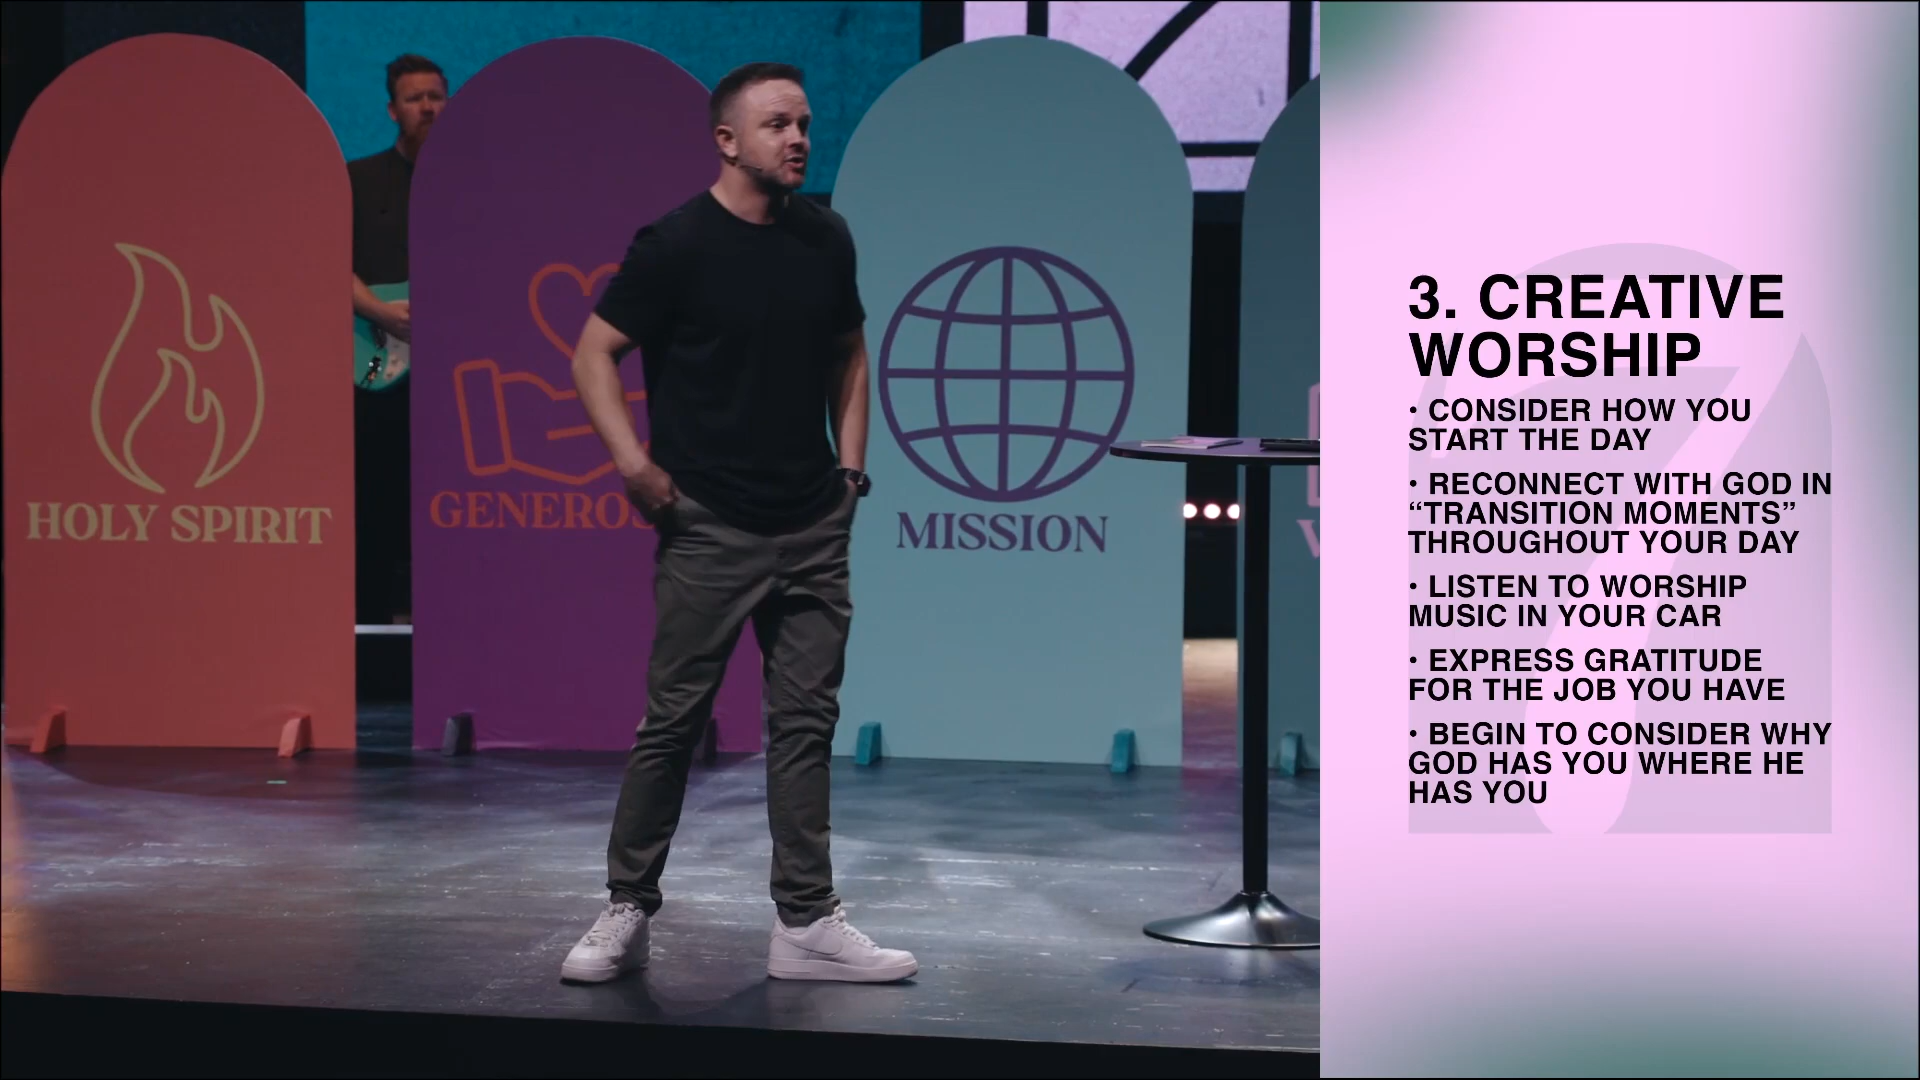 HOLY SPIRIT
MISSION
3. CREATIVE
WORSHIP
• CONSIDER HOW YOU
START THE DAY
• RECONNECT WITH GOD IN
“TRANSITION MOMENTS”
THROUGHOUT YOUR DAY
• LISTEN TO WORSHIP
MUSIC IN YOUR CAR
• EXPRESS GRATITUDE
FOR THE JOB YOU HAVE
• BEGIN TO CONSIDER WHY
GOD HAS YOU WHERE HE
HAS YOU